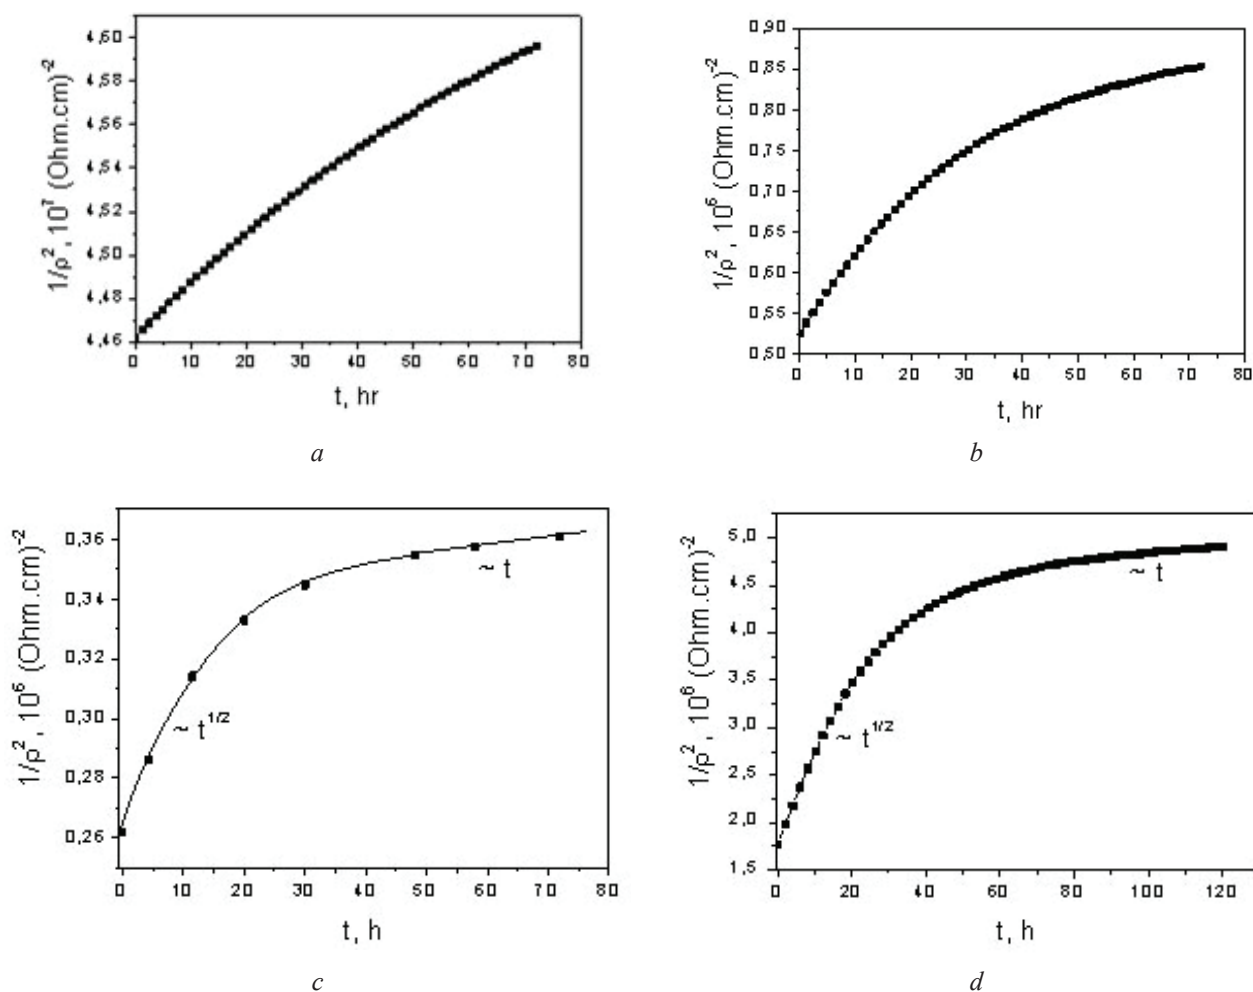 1/ρ², 10⁷ (Ohm.cm)⁻²
4,60
4,58
4,56
4,54
4,52
4,50
4,48
4,46
0 10 20 30 40 50 60 70 80
t, hr
a
1/ρ², 10⁶ (Ohm.cm)⁻²
0,90
0,85
0,80
0,75
0,70
0,65
0,60
0,55
0,50
0 10 20 30 40 50 60 70 80
t, hr
b
1/ρ², 10⁶ (Ohm.cm)⁻²
0,36
0,34
0,32
0,30
0,28
0,26
~ t
~ t¹ᐟ²
0 10 20 30 40 50 60 70 80
t, h
c
1/ρ², 10⁶ (Ohm.cm)⁻²
5,0
4,5
4,0
3,5
3,0
2,5
2,0
1,5
~ t
~ t¹ᐟ²
0 20 40 60 80 100 120
t, h
d